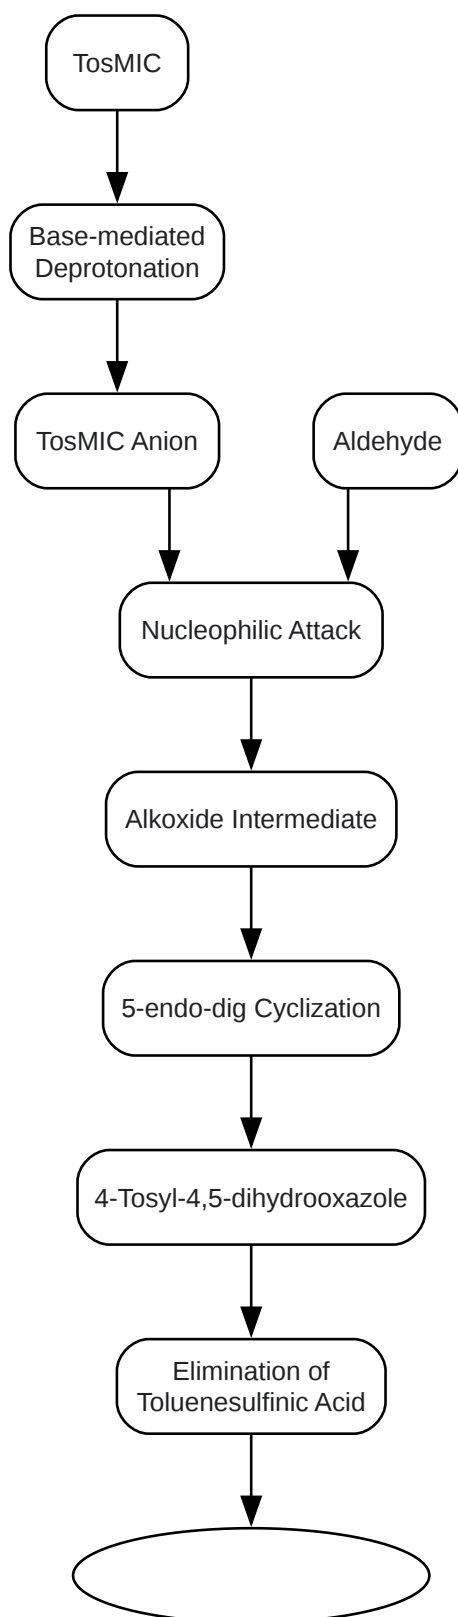 TosMIC
Base-mediated
Deprotonation
TosMIC Anion
Aldehyde
Nucleophilic Attack
Alkoxide Intermediate
5-endo-dig Cyclization
4-Tosyl-4,5-dihydrooxazole
Elimination of
Toluenesulfinic Acid